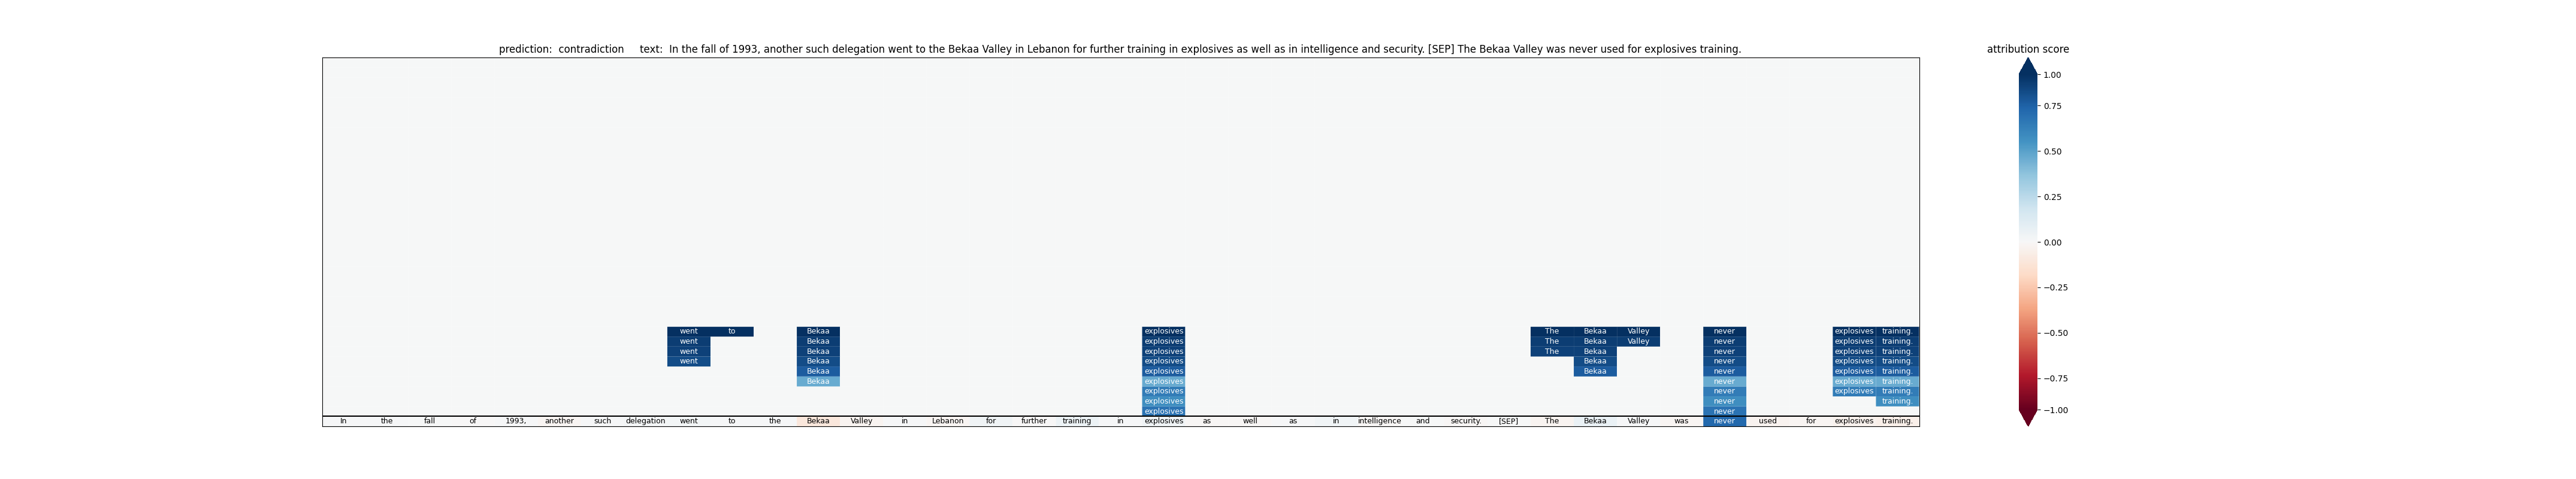 prediction:  contradiction     text:  In the fall of 1993, another such delegation went to the Bekaa Valley in Lebanon for further training in explosives as well as in intelligence and security. [SEP] The Bekaa Valley was never used for explosives training.
attribution score
1.00
0.75
0.50
0.25
0.00
−0.25
−0.50
−0.75
−1.00
went to Bekaa explosives The Bekaa Valley never explosives training.
went Bekaa explosives The Bekaa Valley never explosives training.
went Bekaa explosives The Bekaa never explosives training.
went Bekaa explosives Bekaa never explosives training.
Bekaa explosives Bekaa never explosives training.
Bekaa explosives never explosives training.
explosives never explosives training.
explosives never training.
explosives never
In the fall of 1993, another such delegation went to the Bekaa Valley in Lebanon for further training in explosives as well as in intelligence and security. [SEP] The Bekaa Valley was never used for explosives training.